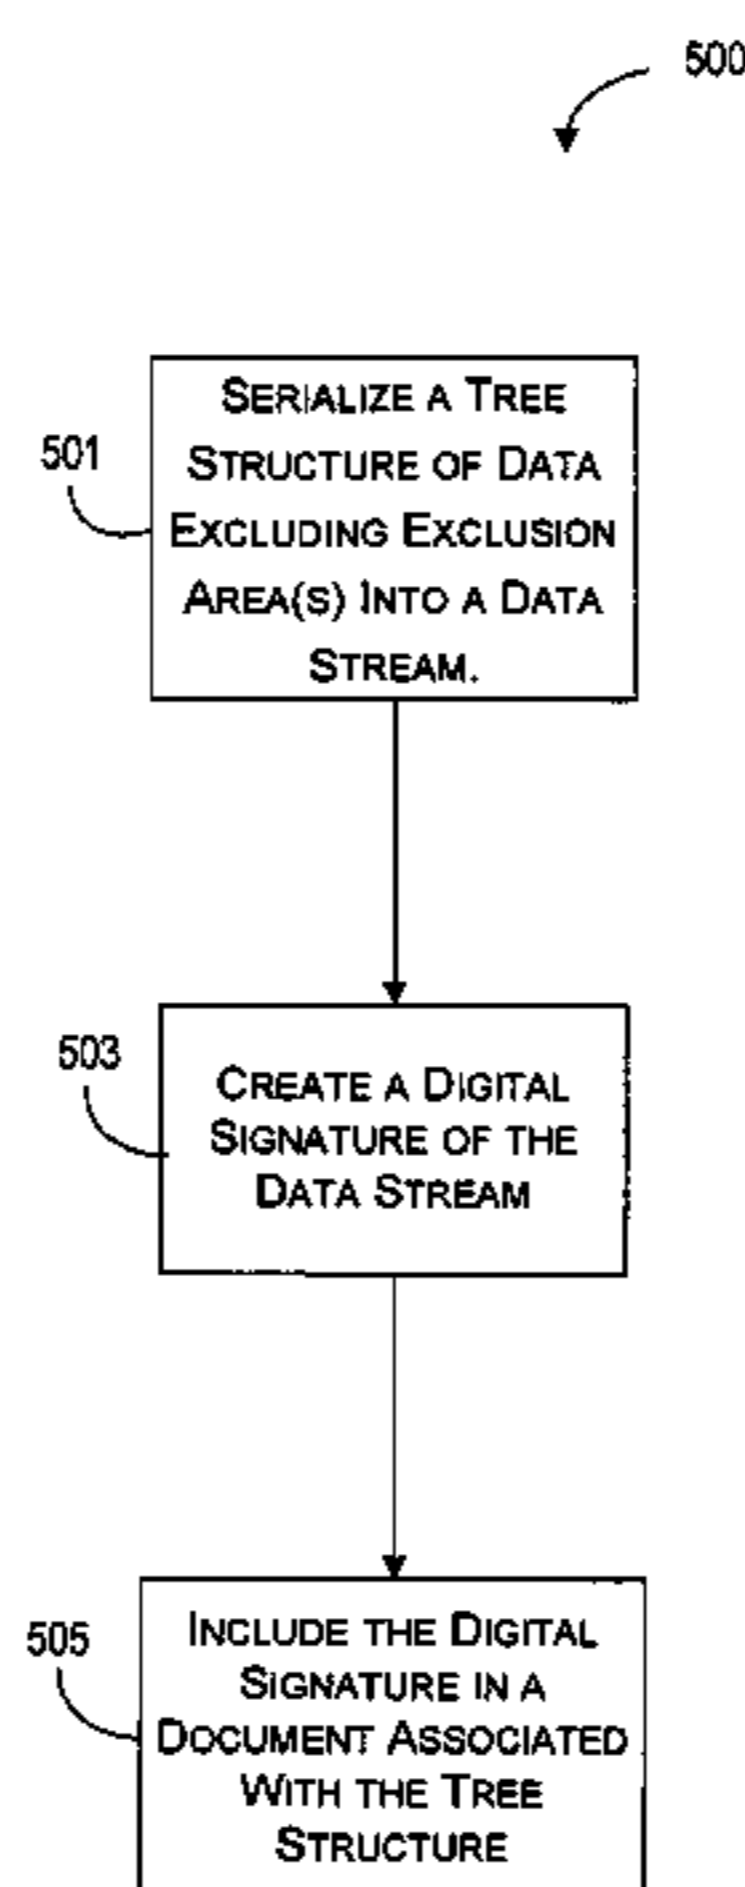 500
501
SERIALIZE A TREE
STRUCTURE OF DATA
EXCLUDING EXCLUSION
AREA(S) INTO A DATA
STREAM.
503
CREATE A DIGITAL
SIGNATURE OF THE
DATA STREAM
505
INCLUDE THE DIGITAL
SIGNATURE IN A
DOCUMENT ASSOCIATED
WITH THE TREE
STRUCTURE